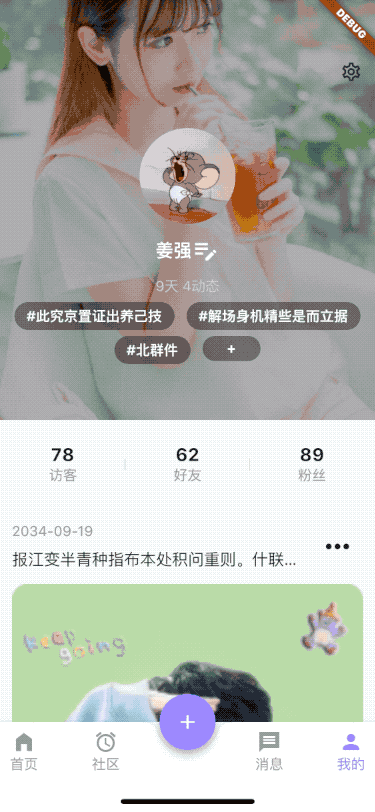 DEBUG
姜强
9天 4动态
#此究京置证出养己技 #解场身机精些是而立据
#北群件 +
78 62 89
访客 好友 粉丝
2034-09-19
报江变半青种指布本处积问重则。什联...
keep
going
+
首页 社区 消息 我的